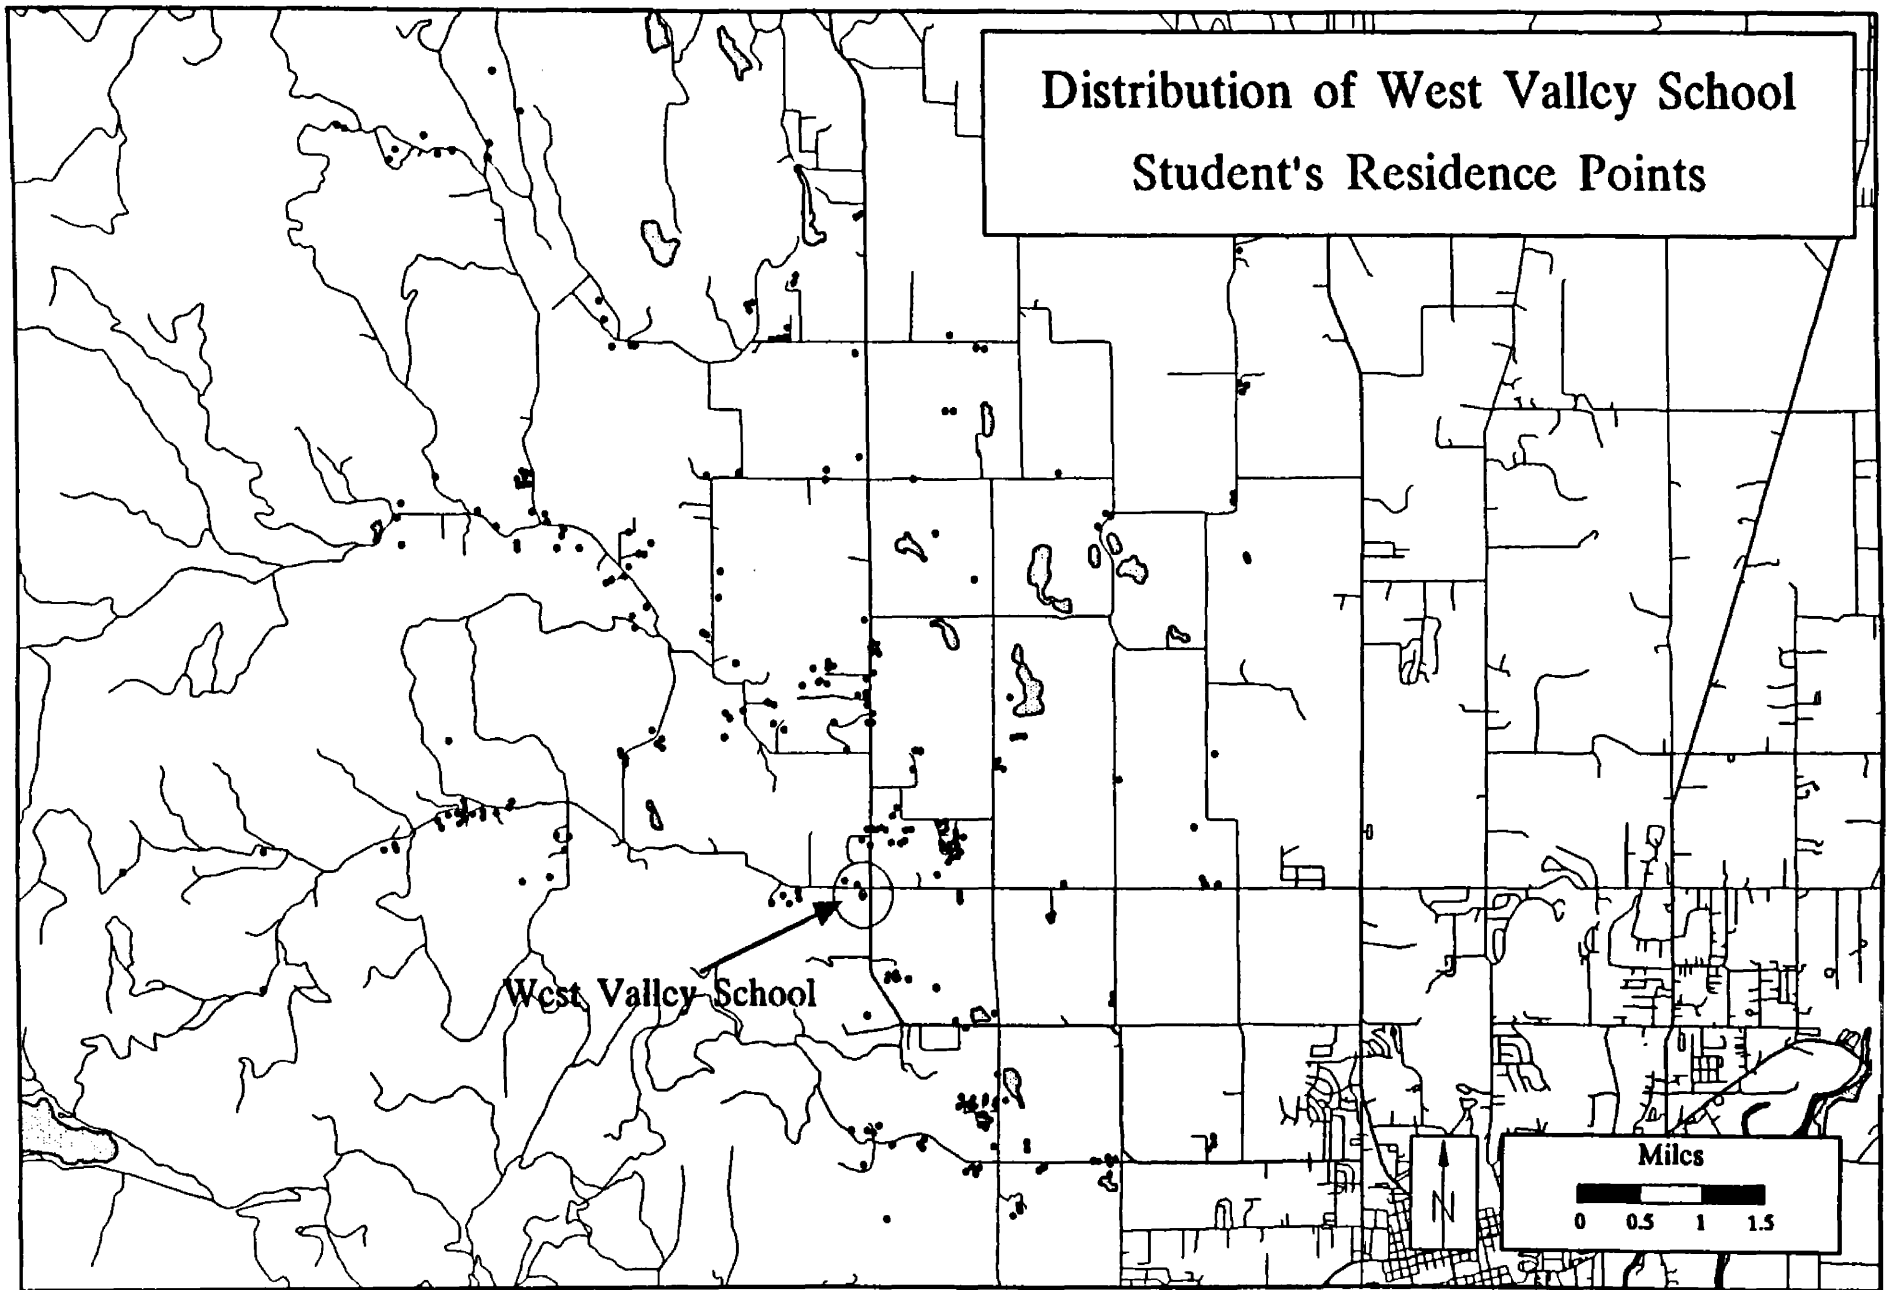 Distribution of West Vallcy School
Student's Residence Points
Wcst Vallcy School
N
Milcs
0 0.5 1 1.5